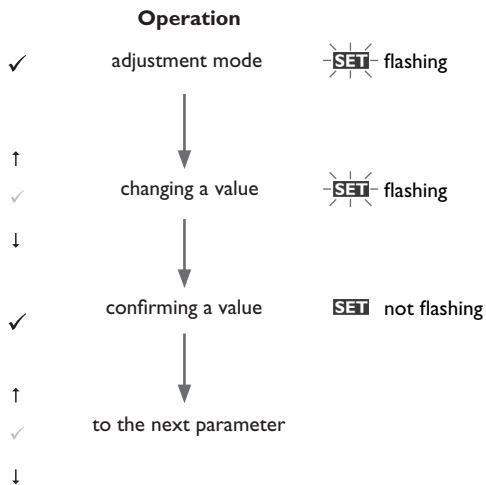 Operation
✓ adjustment mode SET flashing
↑
✓ changing a value SET flashing
↓
✓ confirming a value SET not flashing
↑
✓ to the next parameter
↓